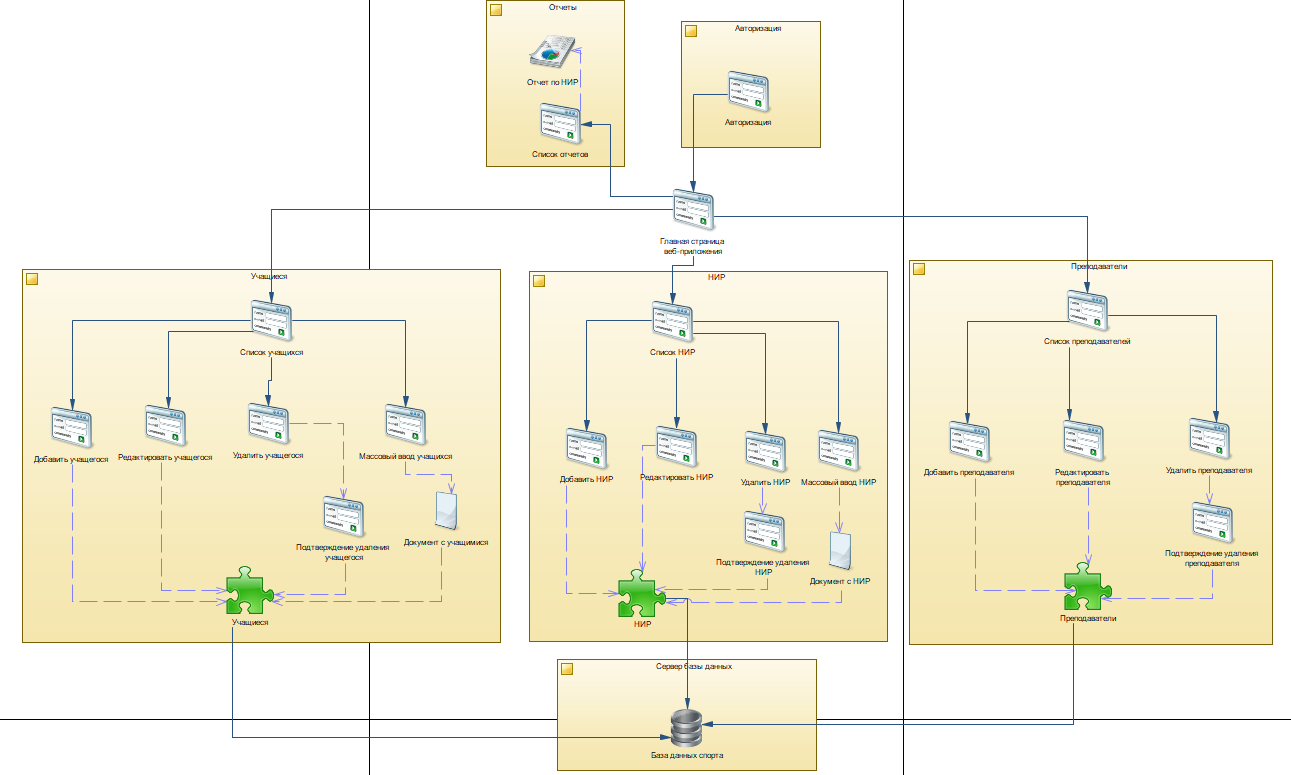 Отчеты
Отчет по НИР
Список отчетов
Авторизация
Авторизация
Главная страница
веб-приложения
Учащиеся
Список учащихся
Добавить учащегося
Редактировать учащегося
Удалить учащегося
Массовый ввод учащихся
Подтверждение удаления
учащегося
Документ с учащимися
Учащиеся
НИР
Список НИР
Добавить НИР
Редактировать НИР
Удалить НИР
Массовый ввод НИР
Подтверждение удаления
НИР
Документ с НИР
НИР
Преподаватели
Список преподавателей
Добавить преподавателя
Редактировать
преподавателя
Удалить преподавателя
Подтверждение удаления
преподавателя
Преподаватели
Сервер базы данных
База данных спорта